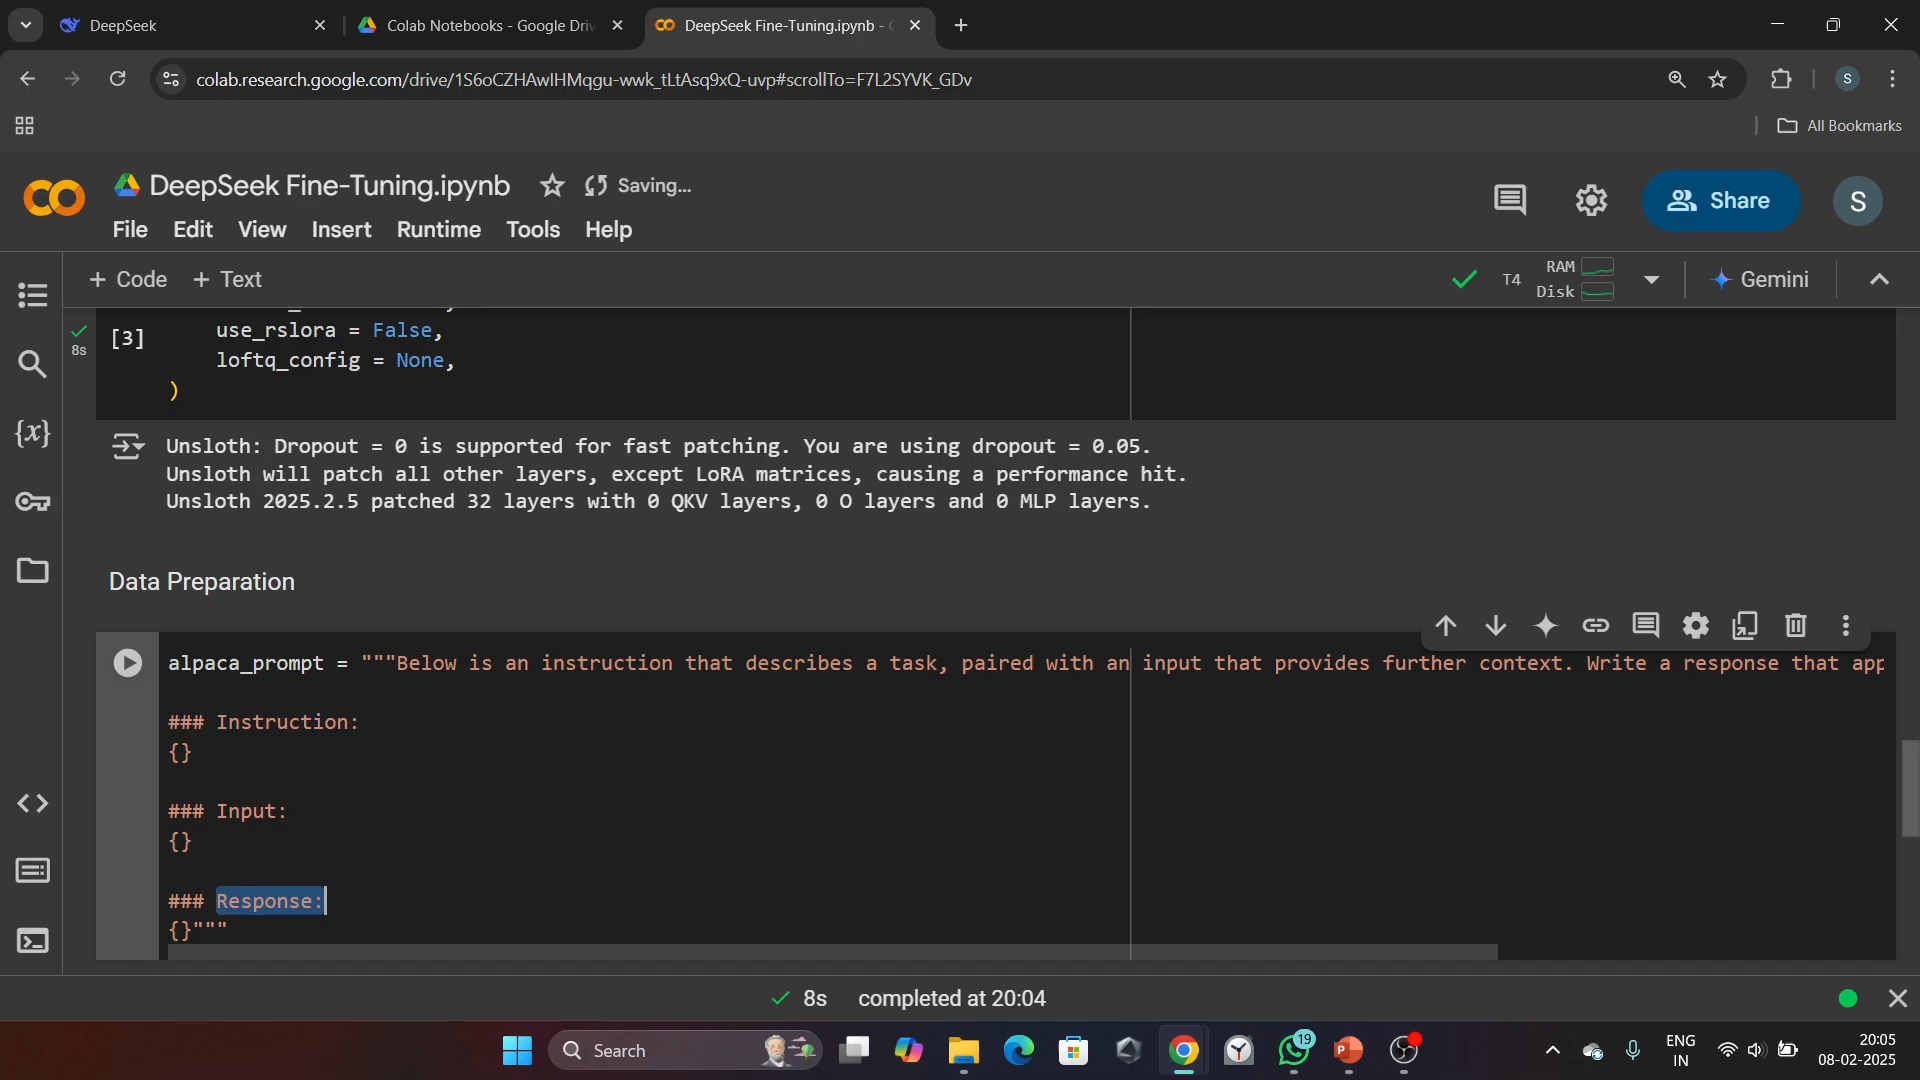 DeepSeek
Colab Notebooks - Google Driv
DeepSeek Fine-Tuning.ipynb -
colab.research.google.com/drive/1S6oCZHAwIHMqgu-wwk_tLtAsq9xQ-uvp#scrollTo=F7L2SYVK_GDv
S
All Bookmarks
DeepSeek Fine-Tuning.ipynb
Saving...
Share
S
File Edit View Insert Runtime Tools Help
+ Code + Text
T4
RAM
Disk
Gemini
8s
[3]
use_rslora = False,
loftq_config = None,
)
Unsloth: Dropout = 0 is supported for fast patching. You are using dropout = 0.05.
Unsloth will patch all other layers, except LoRA matrices, causing a performance hit.
Unsloth 2025.2.5 patched 32 layers with 0 QKV layers, 0 O layers and 0 MLP layers.
Data Preparation
alpaca_prompt = """Below is an instruction that describes a task, paired with an input that provides further context. Write a response that app
### Instruction:
{}
### Input:
{}
### Response:
{}"""
8s completed at 20:04
Search
19
ENG
IN
20:05
08-02-2025